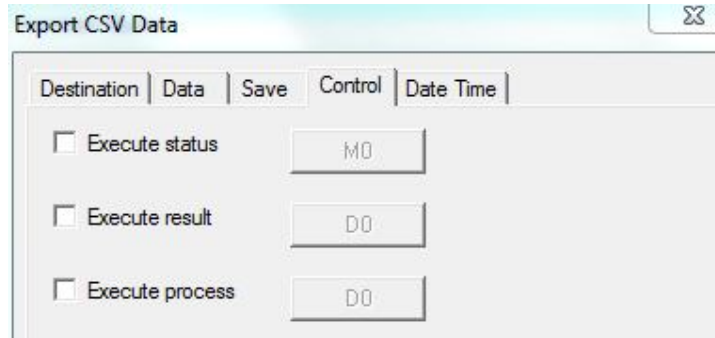 Export CSV Data
Destination Data Save Control Date Time
Execute status M0
Execute result D0
Execute process D0